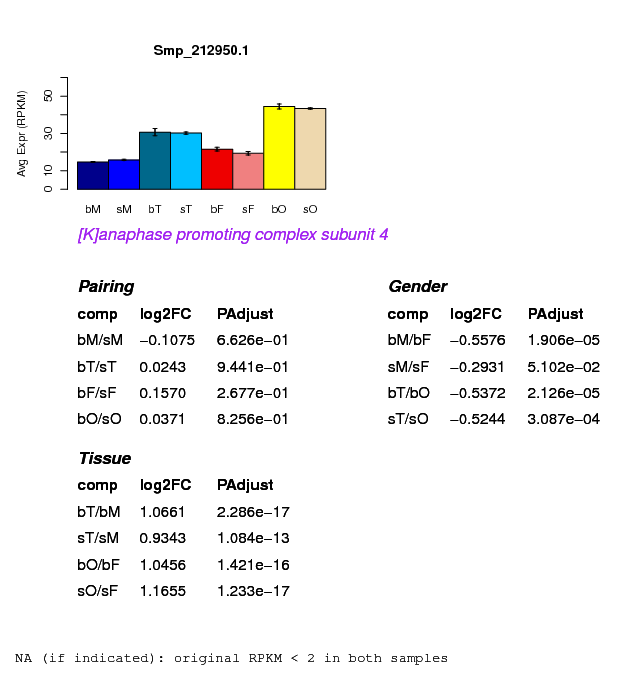 Smp_212950.1
Avg Expr (RPKM)
0 10 30 50
bM sM bT sT bF sF bO sO
[K]anaphase promoting complex subunit 4
Pairing
comp log2FC PAdjust
bM/sM −0.1075 6.626e−01
bT/sT 0.0243 9.441e−01
bF/sF 0.1570 2.677e−01
bO/sO 0.0371 8.256e−01
Gender
comp log2FC PAdjust
bM/bF −0.5576 1.906e−05
sM/sF −0.2931 5.102e−02
bT/bO −0.5372 2.126e−05
sT/sO −0.5244 3.087e−04
Tissue
comp log2FC PAdjust
bT/bM 1.0661 2.286e−17
sT/sM 0.9343 1.084e−13
bO/bF 1.0456 1.421e−16
sO/sF 1.1655 1.233e−17
NA (if indicated): original RPKM < 2 in both samples